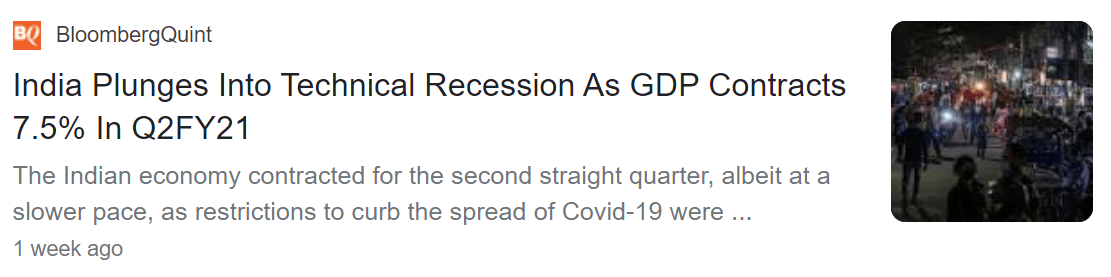 BQ BloombergQuint
India Plunges Into Technical Recession As GDP Contracts
7.5% In Q2FY21
The Indian economy contracted for the second straight quarter, albeit at a
slower pace, as restrictions to curb the spread of Covid-19 were ...
1 week ago